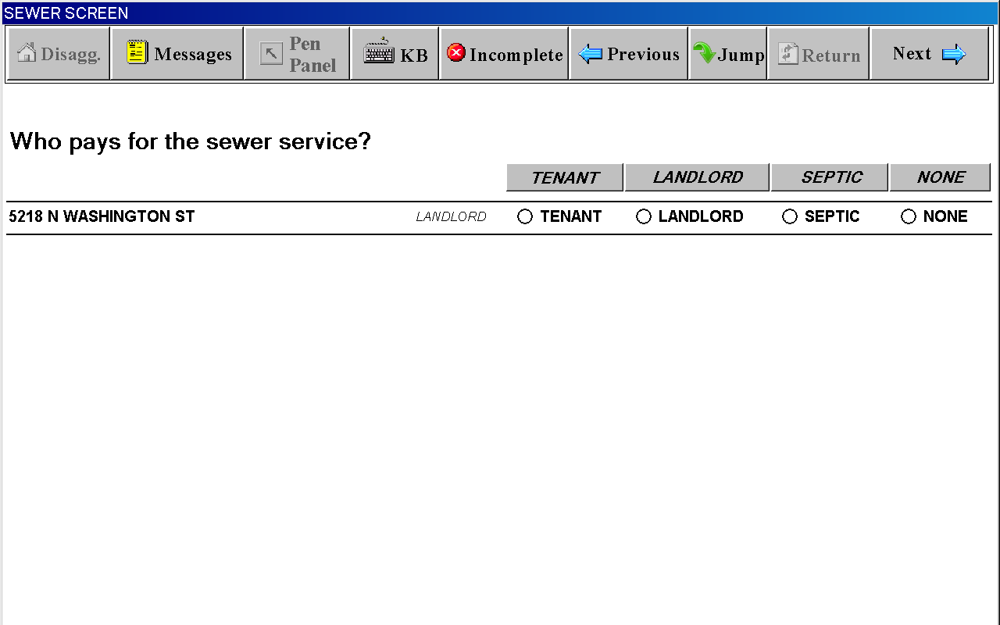 SEWER SCREEN
Disagg. Messages Pen Panel KB Incomplete Previous Jump Return Next
Who pays for the sewer service?
TENANT LANDLORD SEPTIC NONE
5218 N WASHINGTON ST LANDLORD TENANT LANDLORD SEPTIC NONE